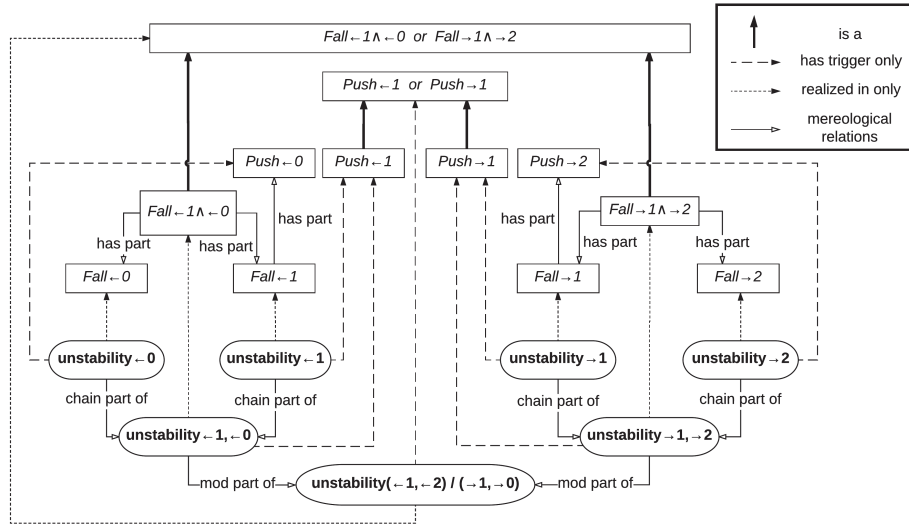 Fall←1∧←0 or Fall→1∧→2
is a
has trigger only
realized in only
mereological
relations
Push←1 or Push→1
Push←0
Push←1
Push→1
Push→2
Fall←1∧←0
Fall→1∧→2
has part
has part
has part
has part
has part
has part
Fall←0
Fall←1
Fall→1
Fall→2
unstability←0
unstability←1
unstability→1
unstability→2
chain part of
chain part of
chain part of
chain part of
unstability←1,←0
unstability→1,→2
mod part of
unstability(←1,←2) / (→1,→0)
mod part of